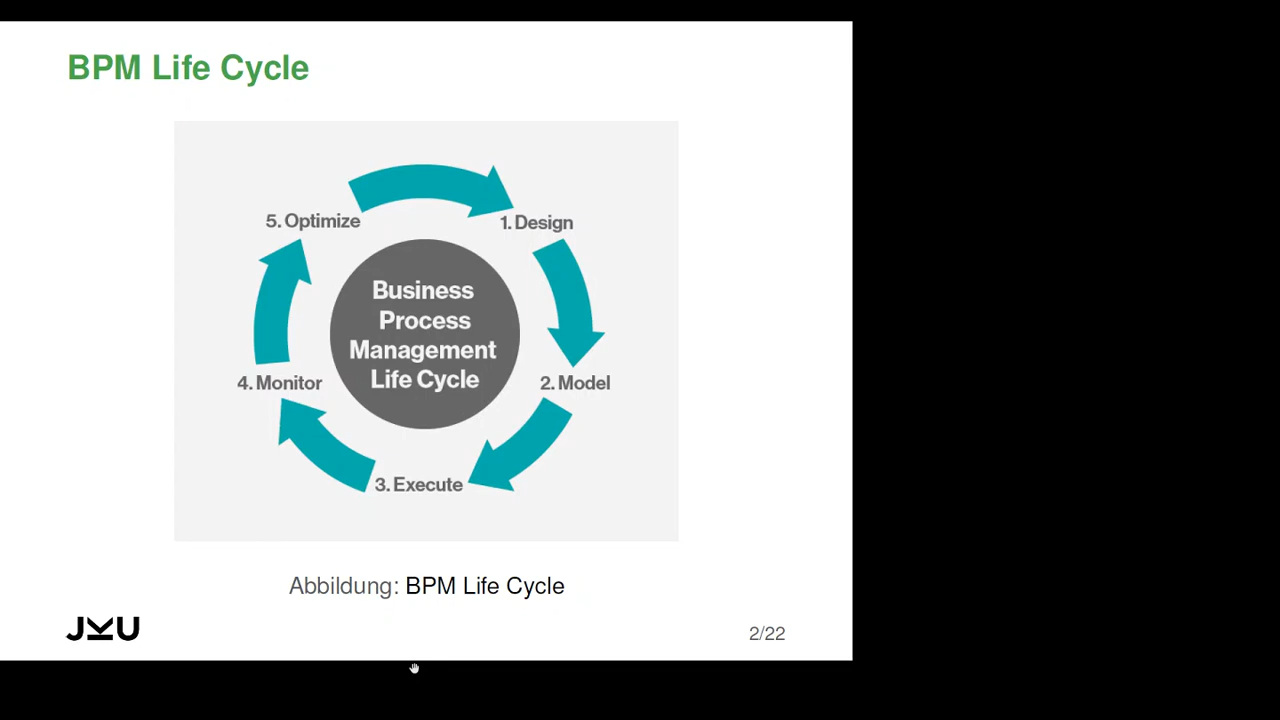 BPM Life Cycle
5. Optimize
1. Design
Business
Process
Management
Life Cycle
4. Monitor
2. Model
3. Execute
Abbildung: BPM Life Cycle
JKU
2/22